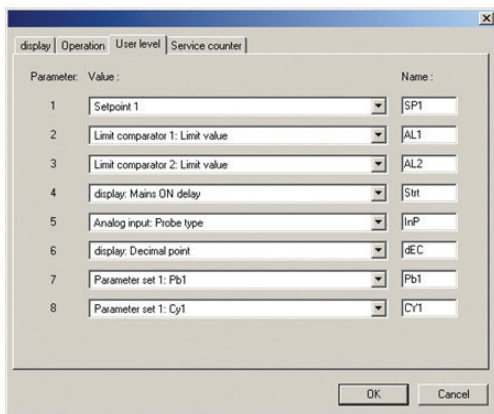 display Operation User level Service counter
Parameter: Value : Name :
1 Setpoint 1 SP1
2 Limit comparator 1: Limit value AL1
3 Limit comparator 2: Limit value AL2
4 display: Mains ON delay Strt
5 Analog input: Probe type InP
6 display: Decimal point dEC
7 Parameter set 1: Pb1 Pb1
8 Parameter set 1: Cy1 CY1
OK Cancel